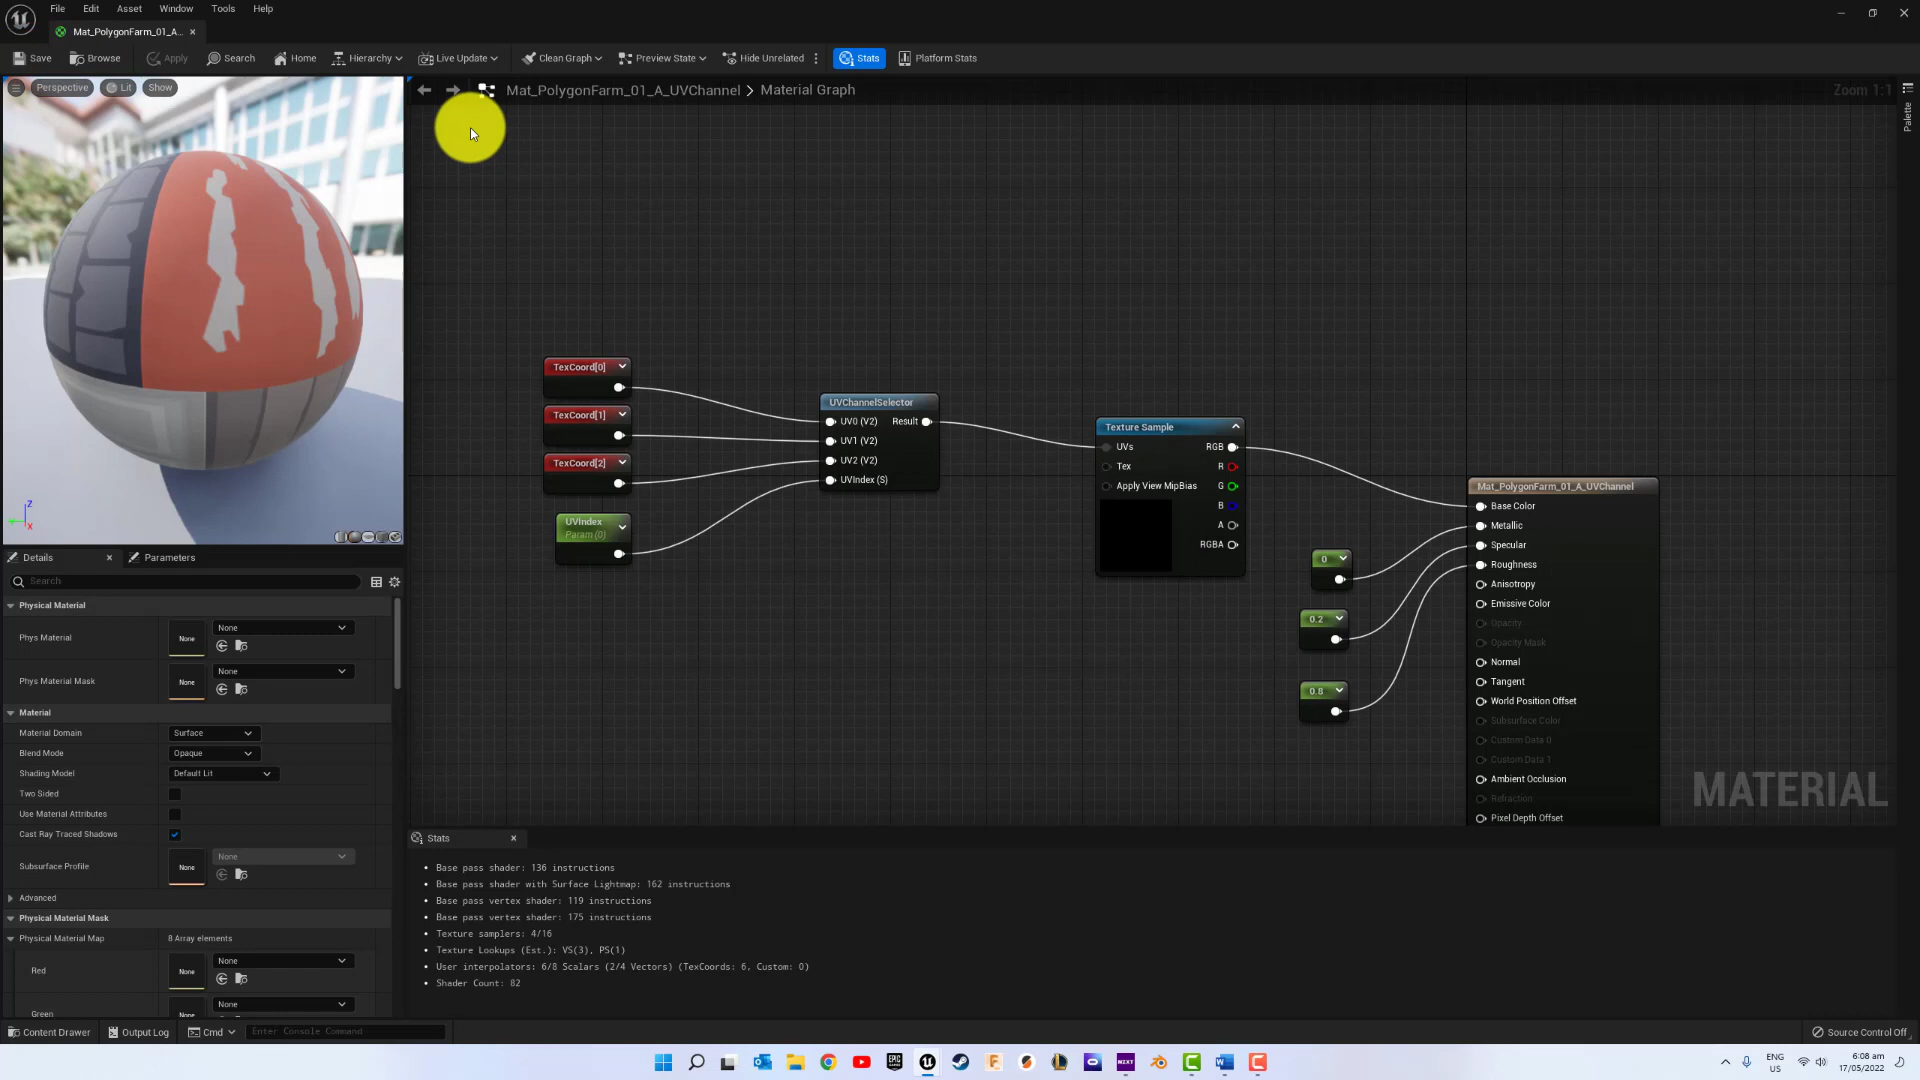 File Edit Asset Window Tools Help
Mat_PolygonFarm_01_A...
Save Browse Apply Search Home Hierarchy Live Update Clean Graph Preview State Hide Unrelated Stats Platform Stats
Perspective Lit Show
Mat_PolygonFarm_01_A_UVChannel > Material Graph
Zoom 1:1
Palette
TexCoord[0]
TexCoord[1]
TexCoord[2]
UVIndex
Param (0)
UVChannelSelector
UV0 (V2) Result
UV1 (V2)
UV2 (V2)
UVIndex (S)
Texture Sample
UVs RGB
Tex R
Apply View MipBias G
B
A
RGBA
0
0.2
0.8
Mat_PolygonFarm_01_A_UVChannel
Base Color
Metallic
Specular
Roughness
Anisotropy
Emissive Color
Opacity
Opacity Mask
Normal
Tangent
World Position Offset
Subsurface Color
Custom Data 0
Custom Data 1
Ambient Occlusion
Refraction
Pixel Depth Offset
MATERIAL
Z
X
Details Parameters
Search
Physical Material
Phys Material None None
Phys Material Mask None None
Material
Material Domain Surface
Blend Mode Opaque
Shading Model Default Lit
Two Sided
Use Material Attributes
Cast Ray Traced Shadows
Subsurface Profile None None
Advanced
Physical Material Mask
Physical Material Map 8 Array elements
Red None None
Green None None
Stats
Base pass shader: 136 instructions
Base pass shader with Surface Lightmap: 162 instructions
Base pass vertex shader: 119 instructions
Base pass vertex shader: 175 instructions
Texture samplers: 4/16
Texture Lookups (Est.): VS(3), PS(1)
User interpolators: 6/8 Scalars (2/4 Vectors) (TexCoords: 6, Custom: 0)
Shader Count: 82
Content Drawer Output Log Cmd Enter Console Command Source Control Off
EPIC GAMES
NZXT
ENG
US
6:08 am
17/05/2022